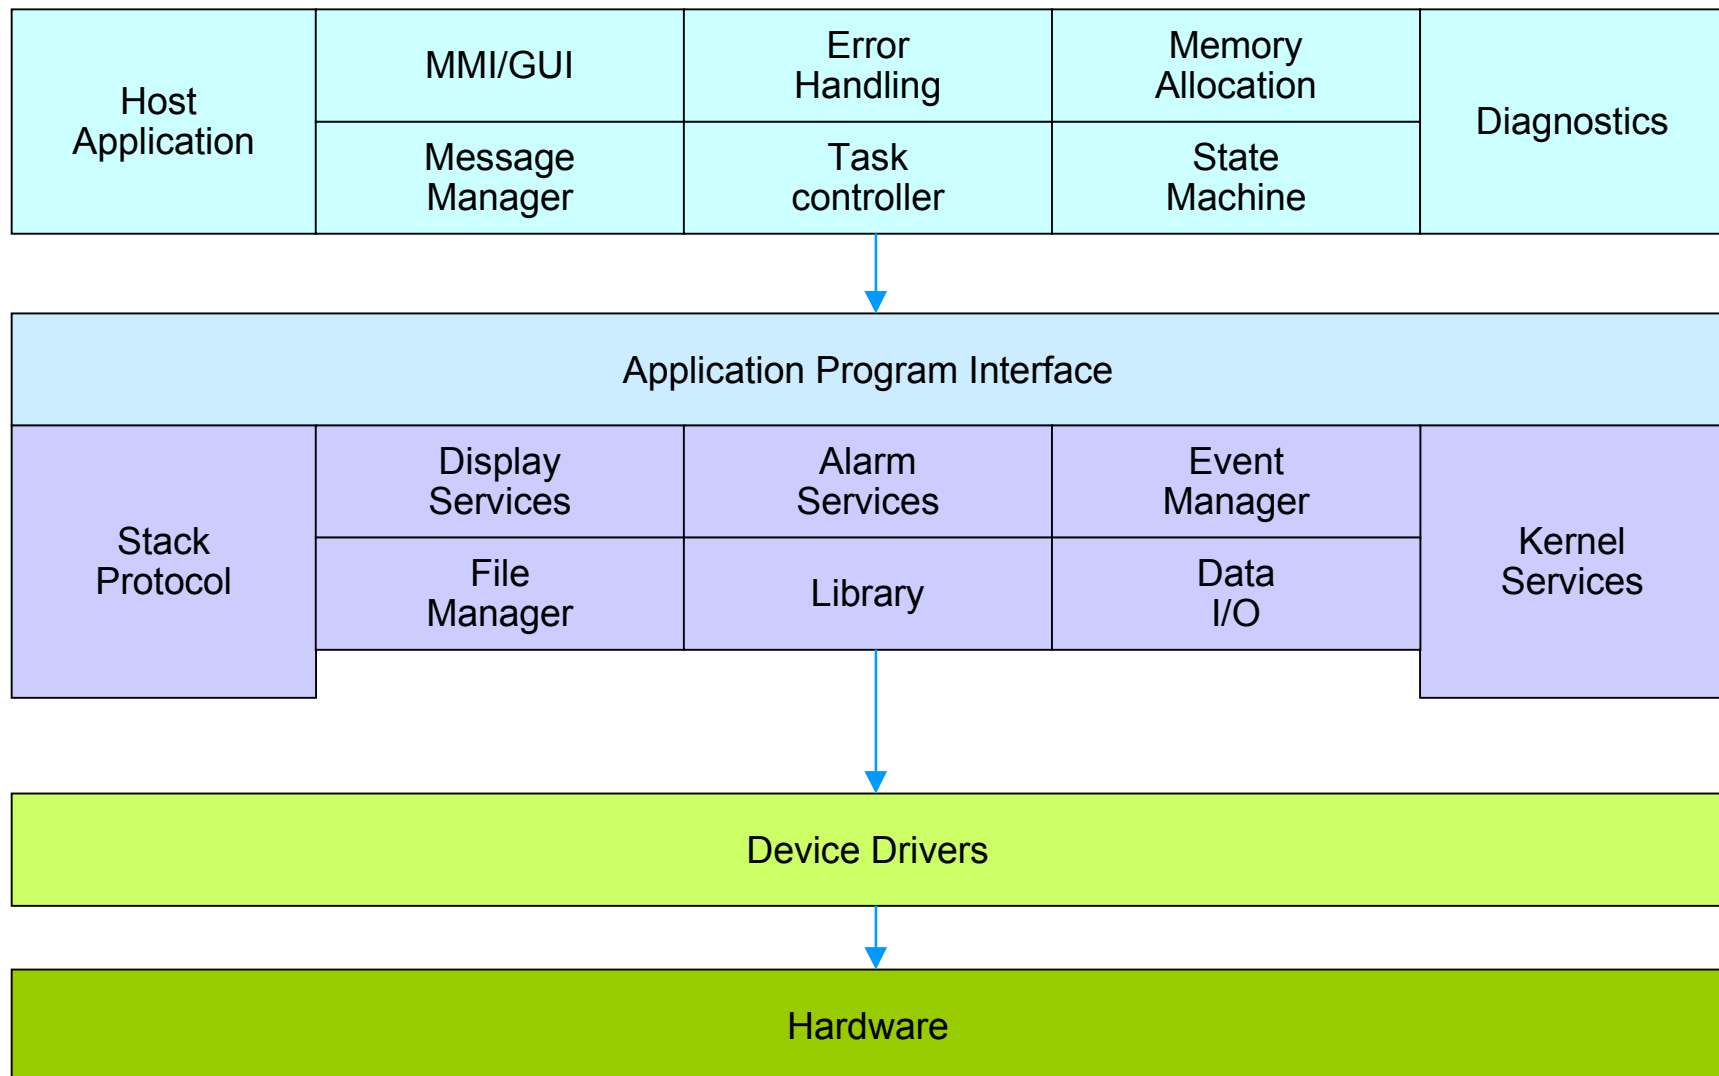 Host
Application
MMI/GUI
Error
Handling
Memory
Allocation
Diagnostics
Message
Manager
Task
controller
State
Machine
Application Program Interface
Stack
Protocol
Display
Services
Alarm
Services
Event
Manager
Kernel
Services
File
Manager
Library
Data
I/O
Device Drivers
Hardware